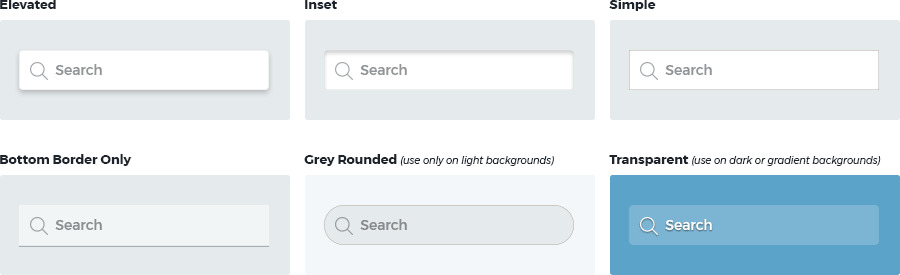 Elevated
Inset
Simple
Search
Search
Search
Bottom Border Only
Grey Rounded (use only on light backgrounds)
Transparent (use on dark or gradient backgrounds)
Search
Search
Search